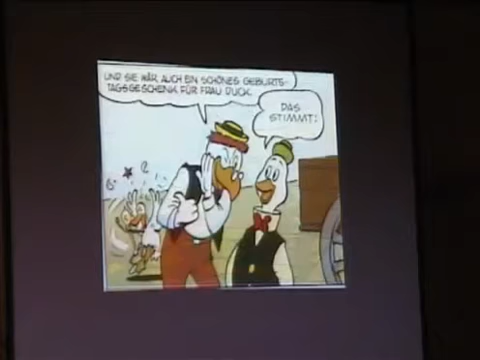 UND SIE WÄR AUCH EIN SCHÖNES GEBURTS-
TAGSGESCHENK FÜR FRAU DUCK.
DAS
STIMMT!